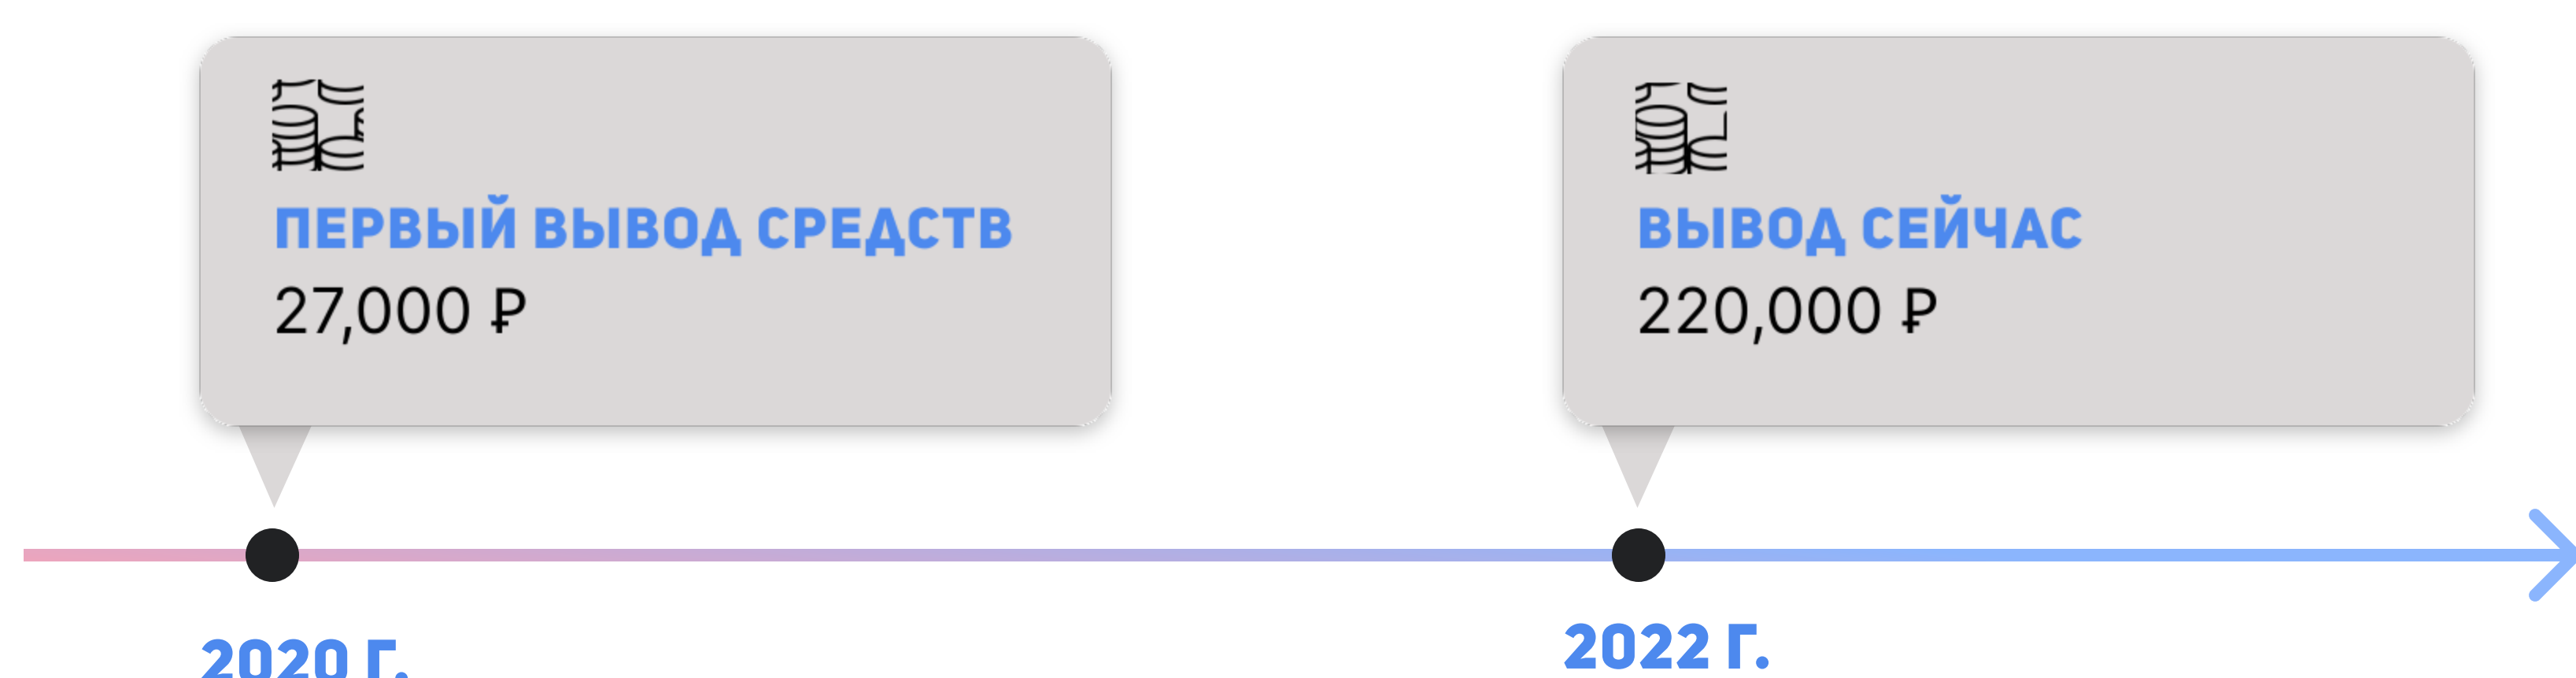 ПЕРВЫЙ ВЫВОД СРЕДСТВ
27,000 ₽
ВЫВОД СЕЙЧАС
220,000 ₽
2020 Г.
2022 Г.